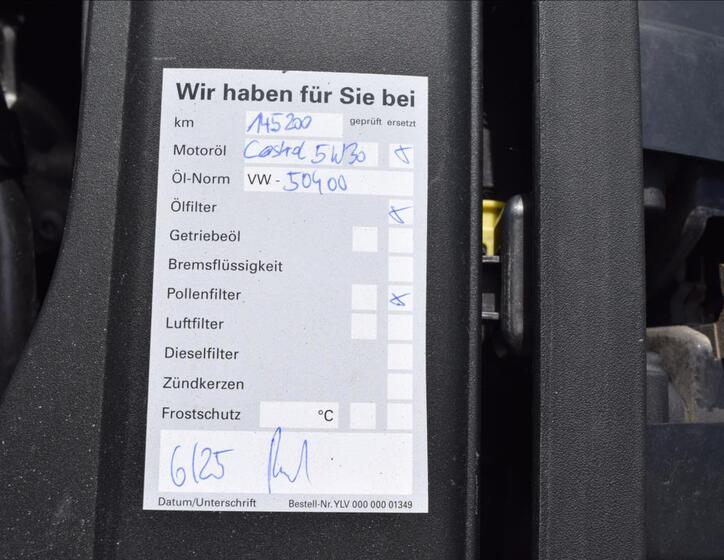 Wir haben für Sie bei
km 145200 geprüft ersetzt
Motoröl Castrol 5W30 x
Öl-Norm VW - 50400
Ölfilter x
Getriebeöl
Bremsflüssigkeit
Pollenfilter x
Luftfilter
Dieselfilter
Zündkerzen
Frostschutz °C
6/25
Datum/Unterschrift Bestell-Nr. YLV 000 000 01349